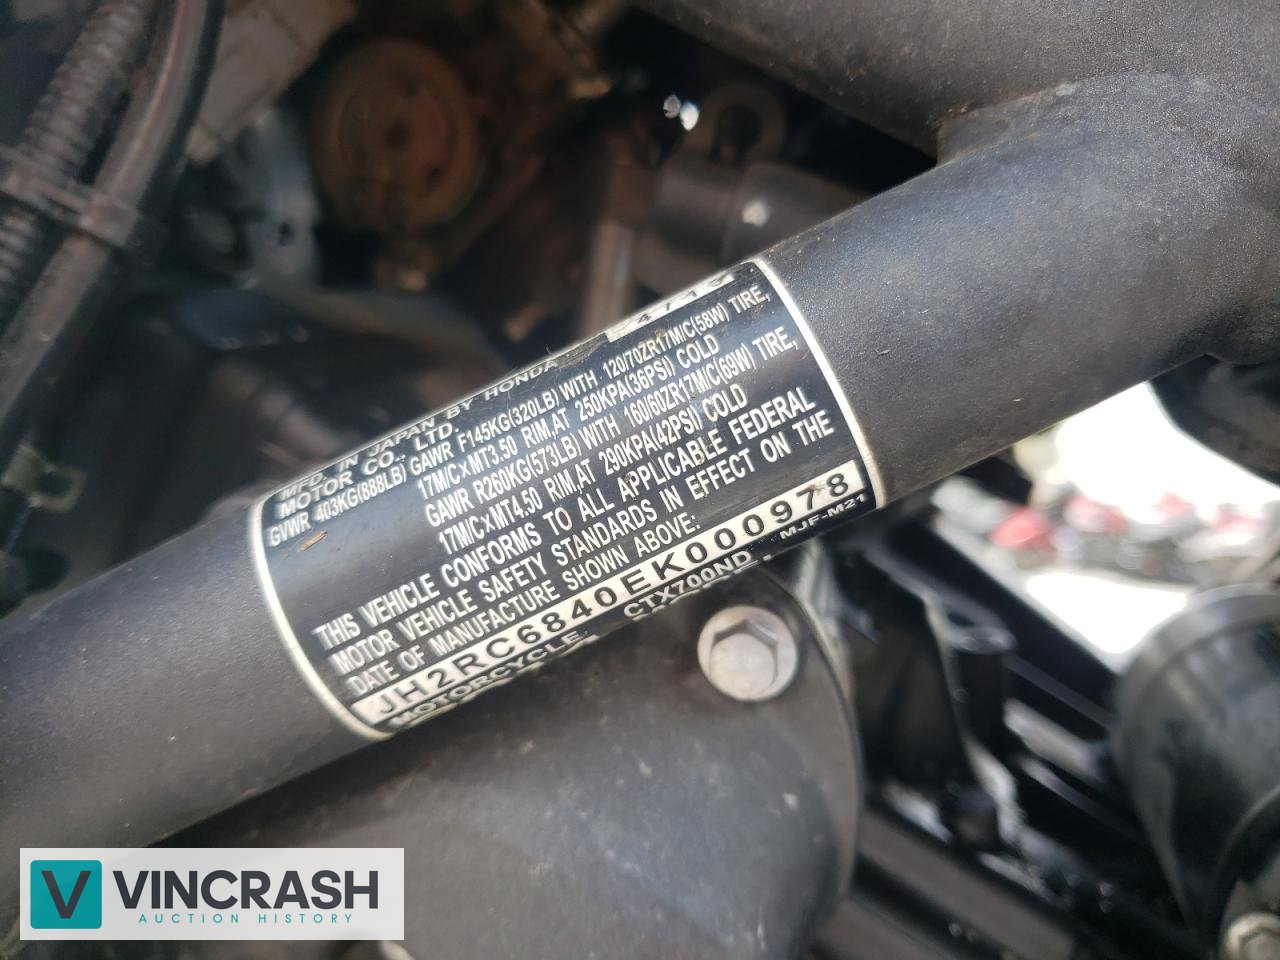 MFD. IN JAPAN BY HONDA
MOTOR CO., LTD.
GVWR 403KG(888LB) GAWR F145KG(320LB) WITH 120/70ZR17M/C(58W) TIRE,
17M/C×MT3.50 RIM,AT 250KPA(36PSI) COLD
GAWR R260KG(573LB) WITH 160/60ZR17M/C(69W) TIRE,
17M/C×MT4.50 RIM,AT 290KPA(42PSI) COLD
THIS VEHICLE CONFORMS TO ALL APPLICABLE FEDERAL
MOTOR VEHICLE SAFETY STANDARDS IN EFFECT ON THE
DATE OF MANUFACTURE SHOWN ABOVE:
JH2RC6840EK000978
MOTORCYCLE CTX700ND MJF-M21
VINCRASH
AUCTION HISTORY